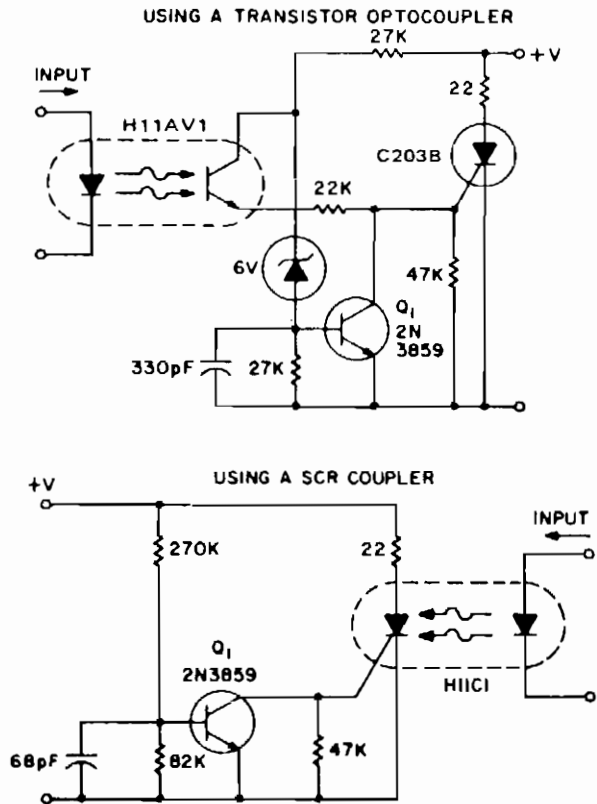 USING A TRANSISTOR OPTOCOUPLER
27K
+V
INPUT
22
H11AV1
C203B
22K
6V
47K
Q1
2N
3859
330pF
27K
USING A SCR COUPLER
+V
INPUT
270K
22
Q1
2N3859
H11C1
68pF
82K
47K